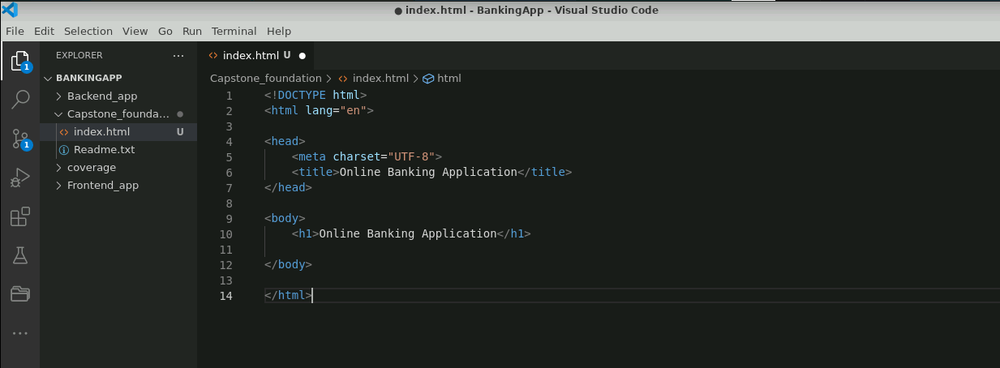 ● index.html - BankingApp - Visual Studio Code
File Edit Selection View Go Run Terminal Help
EXPLORER ...
index.html U ●
1
BANKINGAPP
Capstone_foundation > index.html > html
Backend_app
Capstone_founda...
index.html U
Readme.txt
coverage
Frontend_app
1
1 <!DOCTYPE html>
2 <html lang="en">
3
4 <head>
5 <meta charset="UTF-8">
6 <title>Online Banking Application</title>
7 </head>
8
9 <body>
10 <h1>Online Banking Application</h1>
11
12 </body>
13
14 </html>